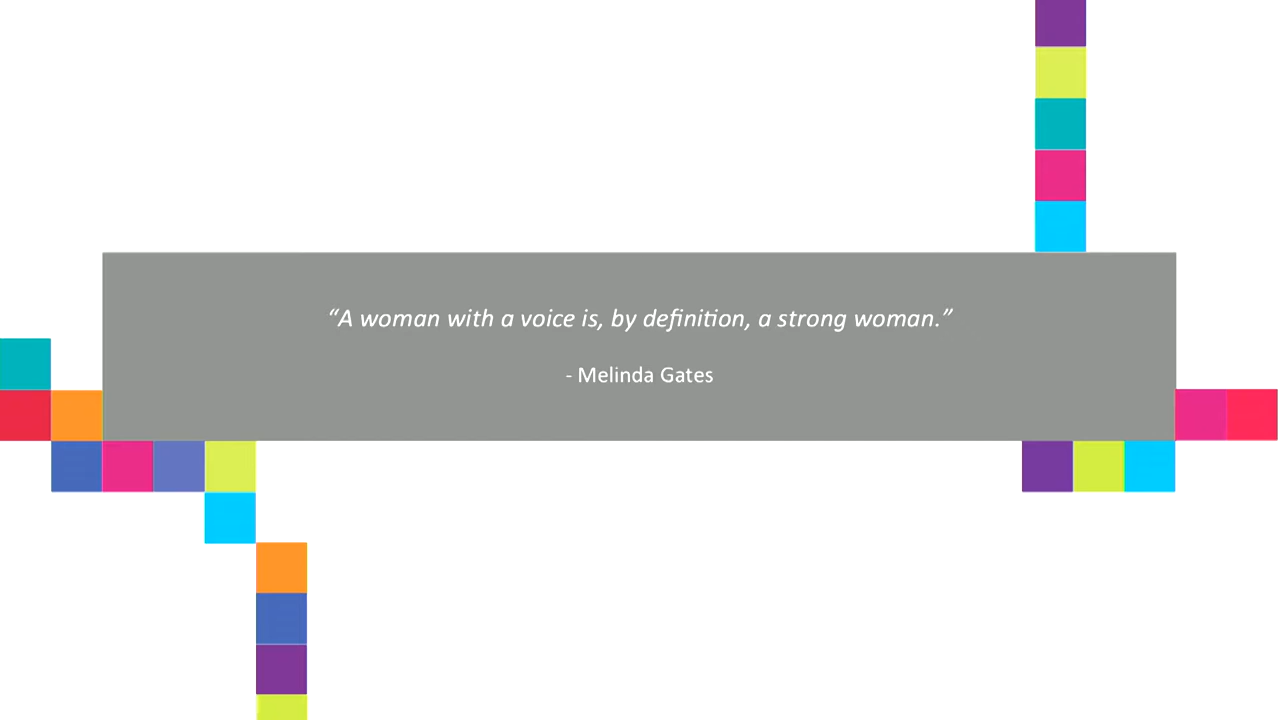 “A woman with a voice is, by definition, a strong woman.”
- Melinda Gates